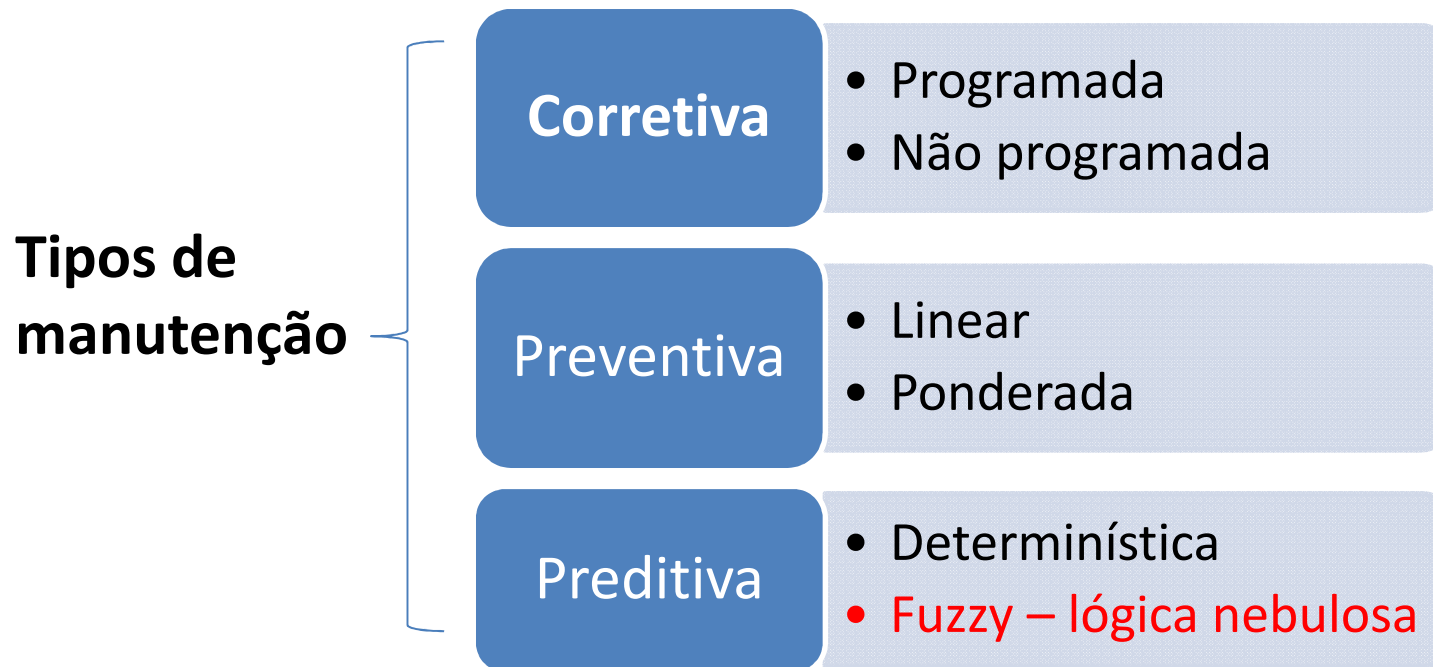 Tipos de
manutenção
Corretiva
• Programada
• Não programada
Preventiva
• Linear
• Ponderada
Preditiva
• Determinística
• Fuzzy – lógica nebulosa